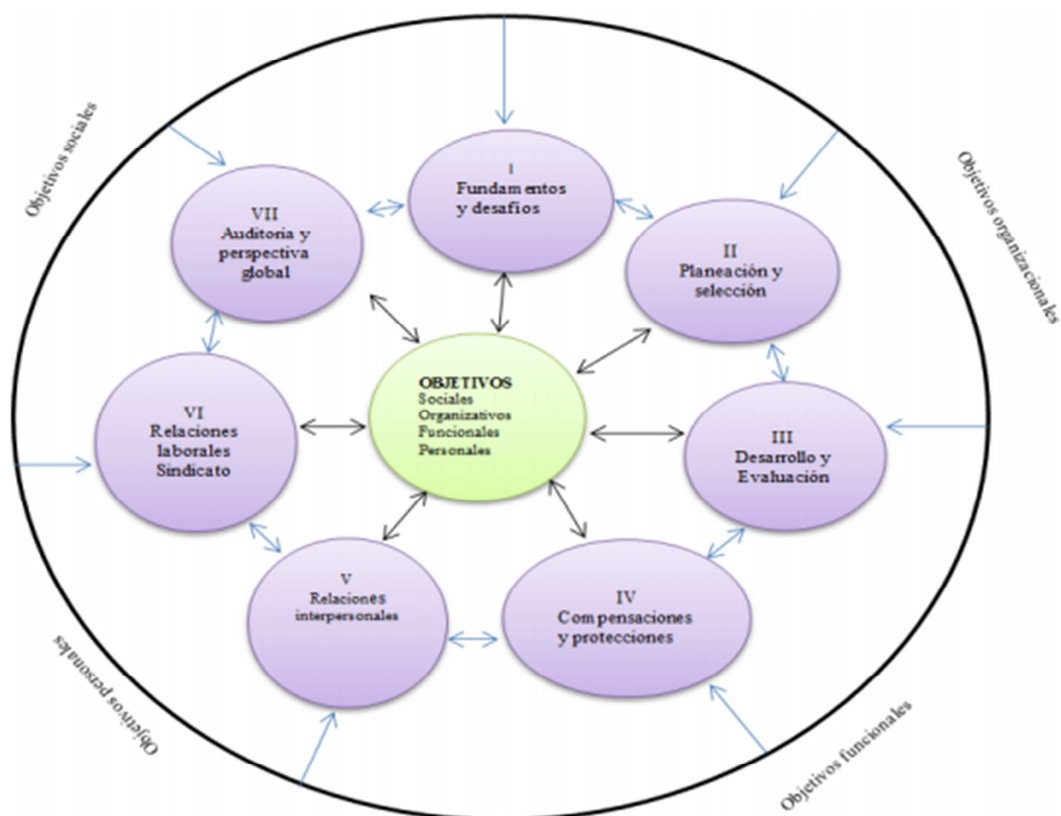 Objetivos sociales
Objetivos organizacionales
I
Fundamentos
y desafíos
II
Planeación y
selección
III
Desarrollo y
Evaluación
IV
Compensaciones
y protecciones
V
Relaciones
interpersonales
VI
Relaciones
laborales
Sindicato
VII
Auditoria y
perspectiva
global
OBJETIVOS
Sociales
Organizativos
Funcionales
Personales
Objetivos personales
Objetivos funcionales